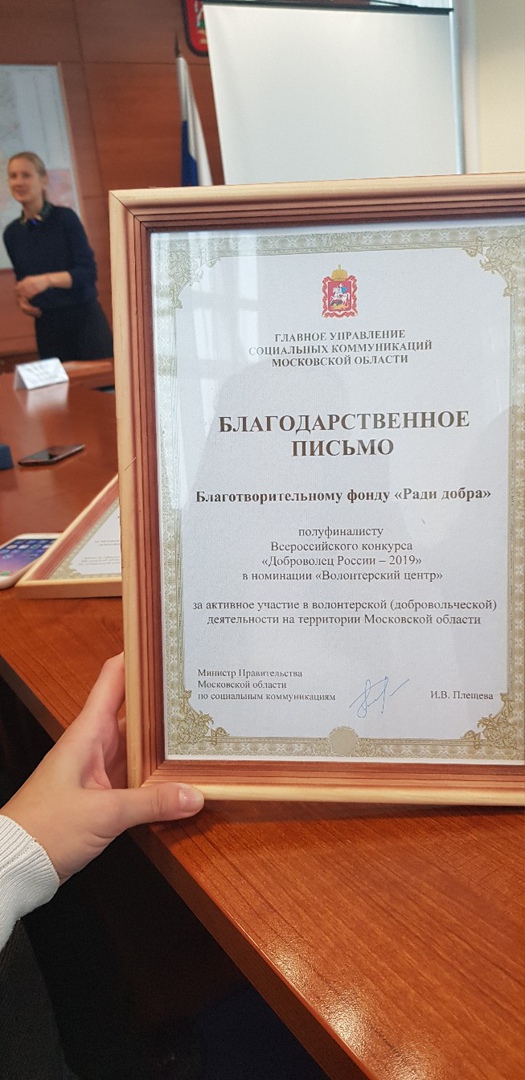 ГЛАВНОЕ УПРАВЛЕНИЕ
СОЦИАЛЬНЫХ КОММУНИКАЦИЙ
МОСКОВСКОЙ ОБЛАСТИ
БЛАГОДАРСТВЕННОЕ
ПИСЬМО
Благотворительному фонду «Ради добра»
полуфиналисту
Всероссийского конкурса
«Доброволец России – 2019»
в номинации «Волонтерский центр»
за активное участие в волонтерской (добровольческой)
деятельности на территории Московской области
Министр Правительства
Московской области
по социальным коммуникациям
И.В. Плещева